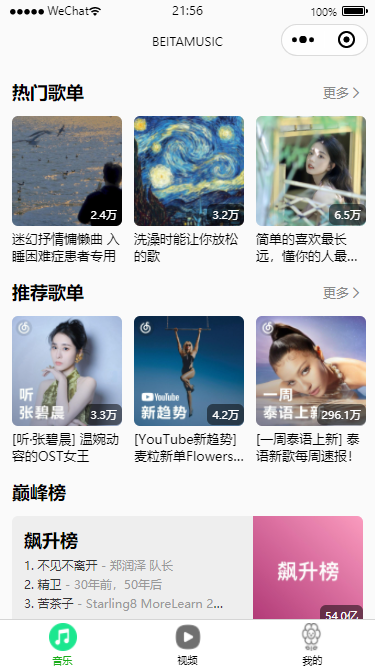 WeChat
21:56
100%
BEITAMUSIC
热门歌单
更多
2.4万
3.2万
6.5万
迷幻抒情慵懒曲 入
睡困难症患者专用
洗澡时能让你放松
的歌
简单的喜欢最长
远，懂你的人最...
推荐歌单
更多
听
张碧晨
3.3万
YouTube
新趋势
4.2万
一周
泰语上新
296.1万
[听·张碧晨] 温婉动
容的OST女王
[YouTube新趋势]
麦粒新单Flowers...
[一周泰语上新] 泰
语新歌每周速报！
巅峰榜
飙升榜
1. 不见不离开 - 郑润泽 队长
2. 精卫 - 30年前，50年后
3. 苦茶子 - Starling8 MoreLearn 2...
飙升榜
54.0亿
音乐
视频
我的